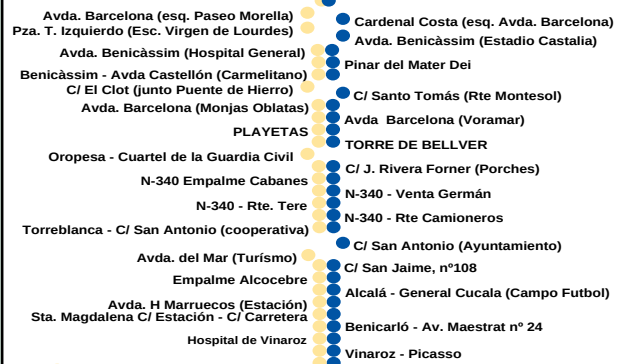 Avda. Barcelona (esq. Paseo Morella)
Cardenal Costa (esq. Avda. Barcelona)
Pza. T. Izquierdo (Esc. Virgen de Lourdes)
Avda. Benicàssim (Estadio Castalia)
Avda. Benicàssim (Hospital General)
Pinar del Mater Dei
Benicàssim - Avda Castellón (Carmelitano)
C/ El Clot (junto Puente de Hierro)
C/ Santo Tomás (Rte Montesol)
Avda. Barcelona (Monjas Oblatas)
Avda Barcelona (Voramar)
PLAYETAS
TORRE DE BELLVER
Oropesa - Cuartel de la Guardia Civil
C/ J. Rivera Forner (Porches)
N-340 Empalme Cabanes
N-340 - Venta Germán
N-340 - Rte. Tere
N-340 - Rte Camioneros
Torreblanca - C/ San Antonio (cooperativa)
C/ San Antonio (Ayuntamiento)
Avda. del Mar (Turísmo)
C/ San Jaime, nº108
Empalme Alcocebre
Alcalá - General Cucala (Campo Futbol)
Avda. H Marruecos (Estación)
Sta. Magdalena C/ Estación - C/ Carretera
Benicarló - Av. Maestrat nº 24
Hospital de Vinaroz
Vinaroz - Picasso